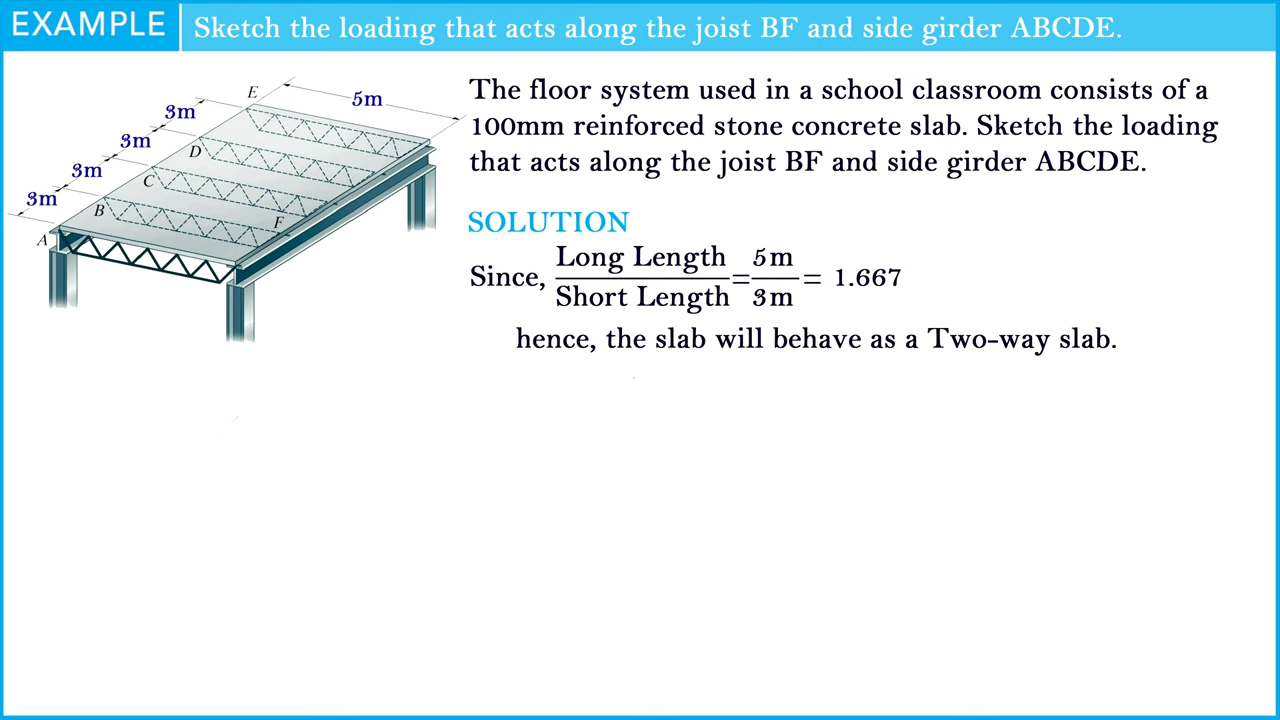 EXAMPLE
Sketch the loading that acts along the joist BF and side girder ABCDE.
The floor system used in a school classroom consists of a
100mm reinforced stone concrete slab. Sketch the loading
that acts along the joist BF and side girder ABCDE.
SOLUTION
Since, Long Length / Short Length = 5m / 3m = 1.667
hence, the slab will behave as a Two-way slab.
E
5m
3m
3m
D
3m
C
3m
B
F
A